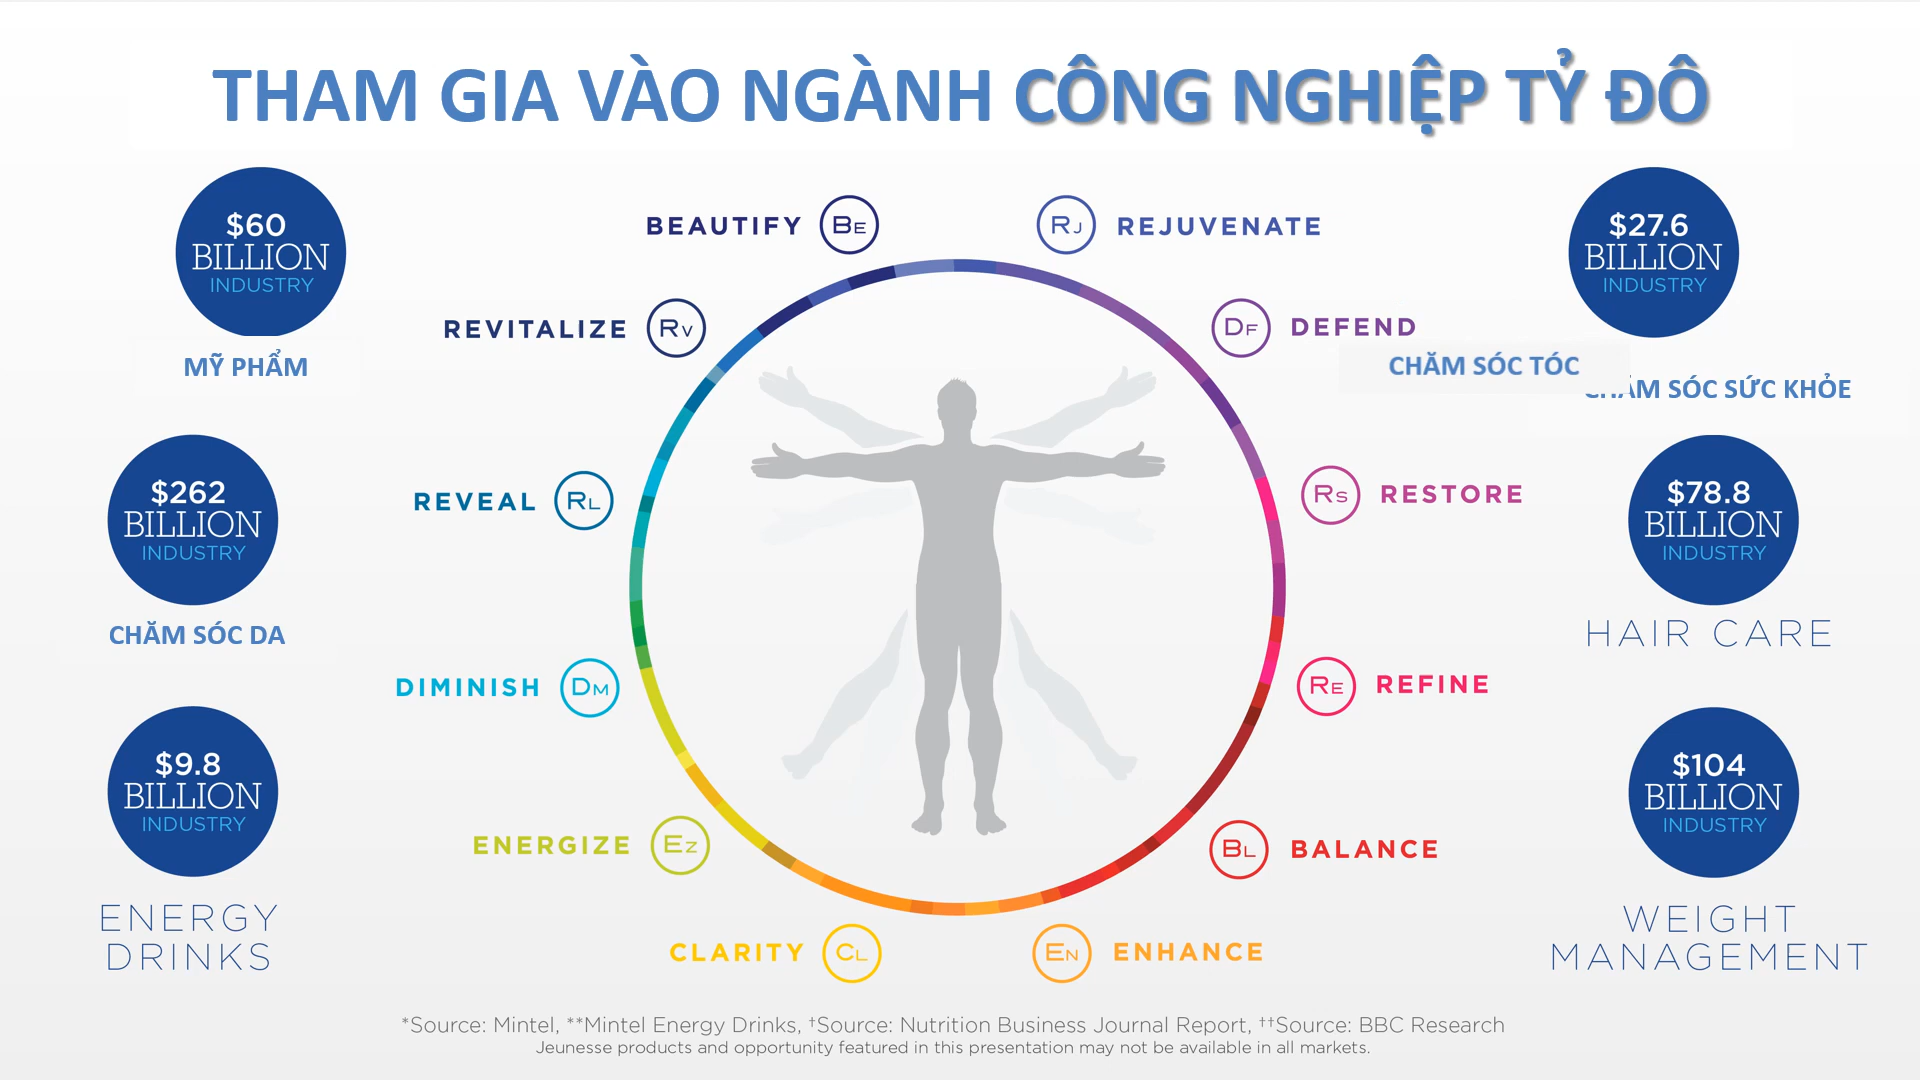 THAM GIA VÀO NGÀNH CÔNG NGHIỆP TỶ ĐÔ
$60
BILLION
INDUSTRY
MỸ PHẨM
$262
BILLION
INDUSTRY
CHĂM SÓC DA
$9.8
BILLION
INDUSTRY
ENERGY
DRINKS
BEAUTIFY BE
REVITALIZE RV
REVEAL RL
DIMINISH DM
ENERGIZE EZ
CLARITY CL
RJ REJUVENATE
DF DEFEND
RS RESTORE
RE REFINE
BL BALANCE
EN ENHANCE
$27.6
BILLION
INDUSTRY
CHĂM SÓC TÓC
SÓC SỨC KHỎE
$78.8
BILLION
INDUSTRY
HAIR CARE
$104
BILLION
INDUSTRY
WEIGHT
MANAGEMENT
*Source: Mintel, **Mintel Energy Drinks, †Source: Nutrition Business Journal Report, ††Source: BBC Research
Jeunesse products and opportunity featured in this presentation may not be available in all markets.